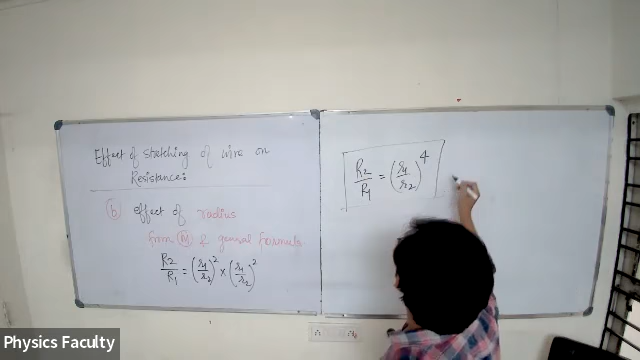 Effect of stretching of wire on
Resistance:
(b) effect of radius
from (A) & general formula
R2/R1 = (r1/r2)^2 × (r1/r2)^2
R2/R1 = (r1/r2)^4
Physics Faculty